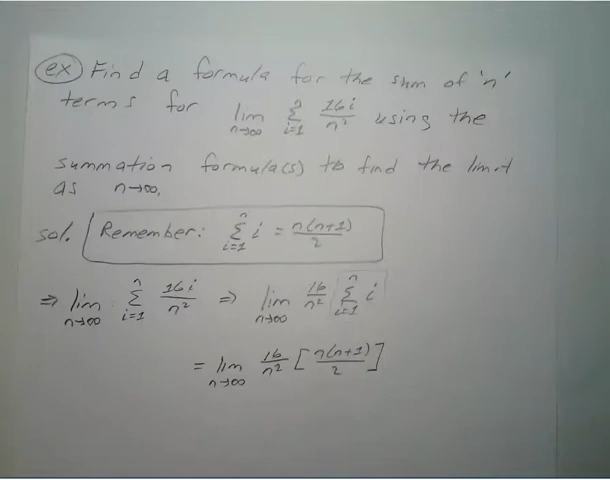 ex Find a formula for the sum of 'n'
terms for lim n→∞ Σ i=1 n 16i/n² using the
summation formula(s) to find the limit
as n→∞.
sol. Remember: Σ i=1 n i = n(n+1)/2
⇒ lim n→∞ Σ i=1 n 16i/n² ⇒ lim n→∞ 16/n² Σ i=1 n i
= lim n→∞ 16/n² [n(n+1)/2]